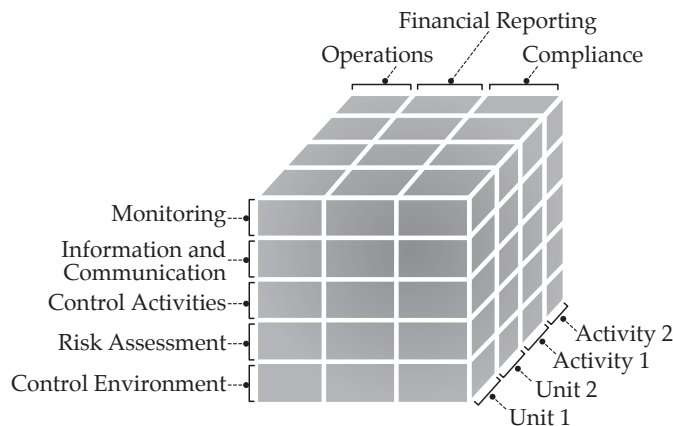 Financial Reporting
Operations
Compliance
Monitoring
Information and
Communication
Control Activities
Risk Assessment
Control Environment
Activity 2
Activity 1
Unit 2
Unit 1